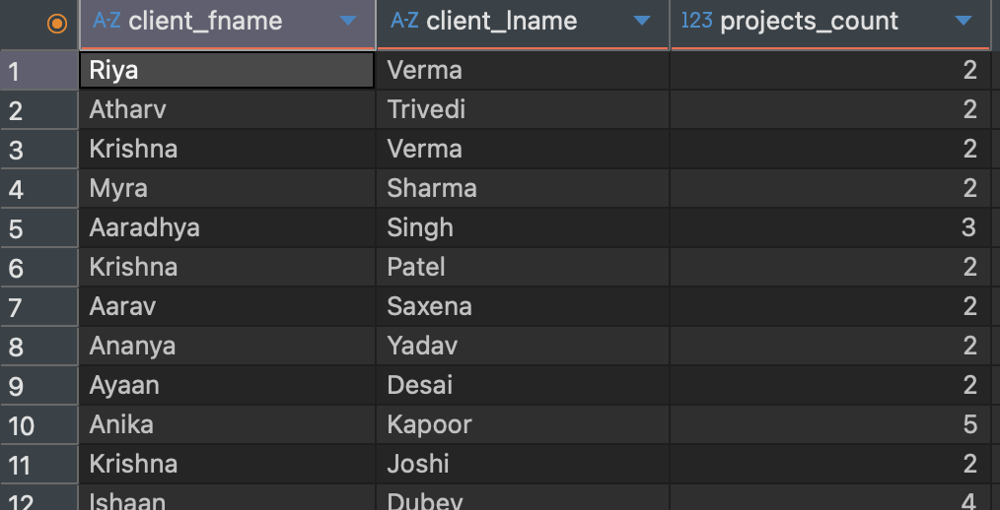 A-Z client_fname A-Z client_lname 123 projects_count
1 Riya Verma 2
2 Atharv Trivedi 2
3 Krishna Verma 2
4 Myra Sharma 2
5 Aaradhya Singh 3
6 Krishna Patel 2
7 Aarav Saxena 2
8 Ananya Yadav 2
9 Ayaan Desai 2
10 Anika Kapoor 5
11 Krishna Joshi 2
12 Ishaan Dubey 4